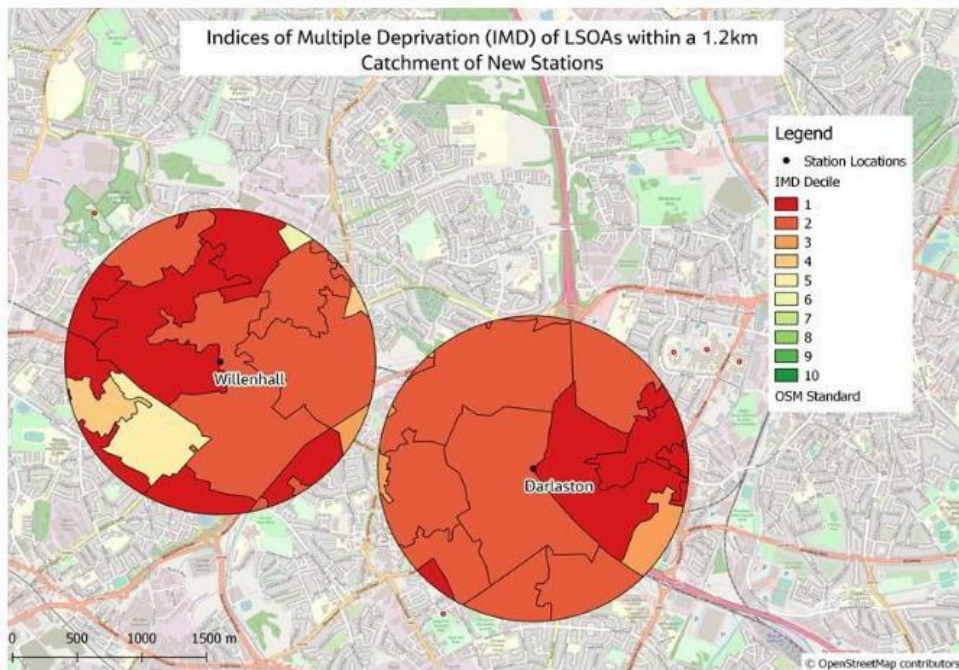 Indices of Multiple Deprivation (IMD) of LSOAs within a 1.2km
Catchment of New Stations
Legend
Station Locations
IMD Decile
1
2
3
4
5
6
7
8
9
10
OSM Standard
Willenhall
Darlaston
0 500 1000 1500 m
© OpenStreetMap contributors